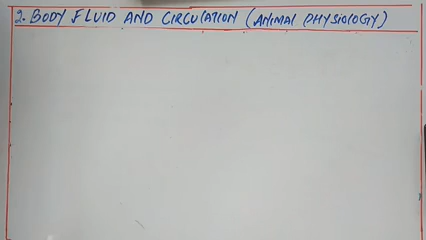 2. BODY FLUID AND CIRCULATION (ANIMAL PHYSIOLOGY)